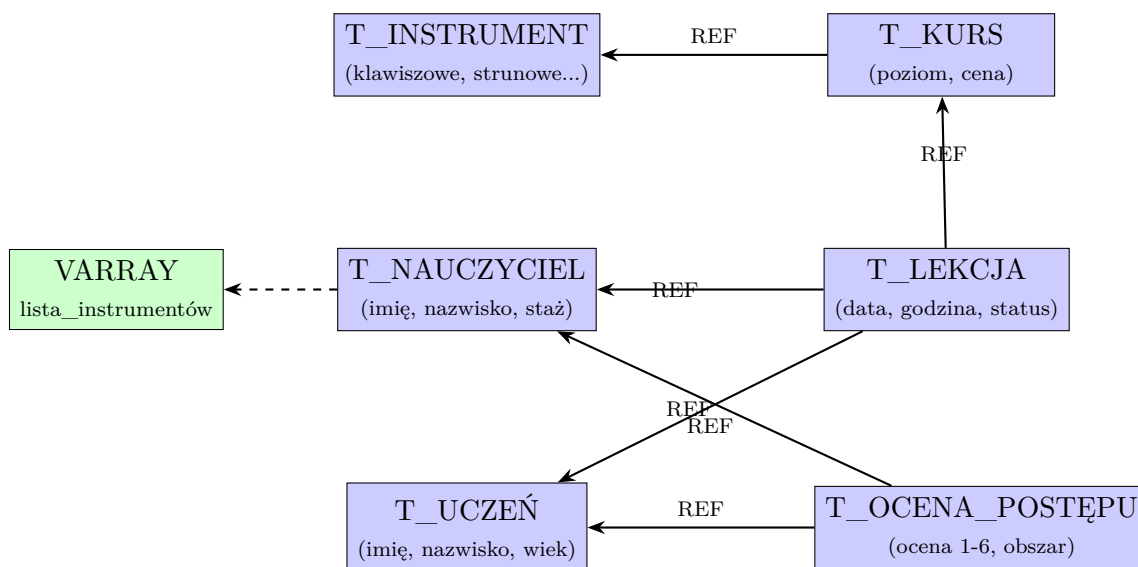 T_INSTRUMENT
(klawiszowe, strunowe...)
REF
T_KURS
(poziom, cena)
REF
VARRAY
lista_instrumentów
T_NAUCZYCIEL
(imię, nazwisko, staż)
REF
T_LEKCJA
(data, godzina, status)
REF
REF
T_UCZEŃ
(imię, nazwisko, wiek)
REF
T_OCENA_POSTĘPU
(ocena 1-6, obszar)